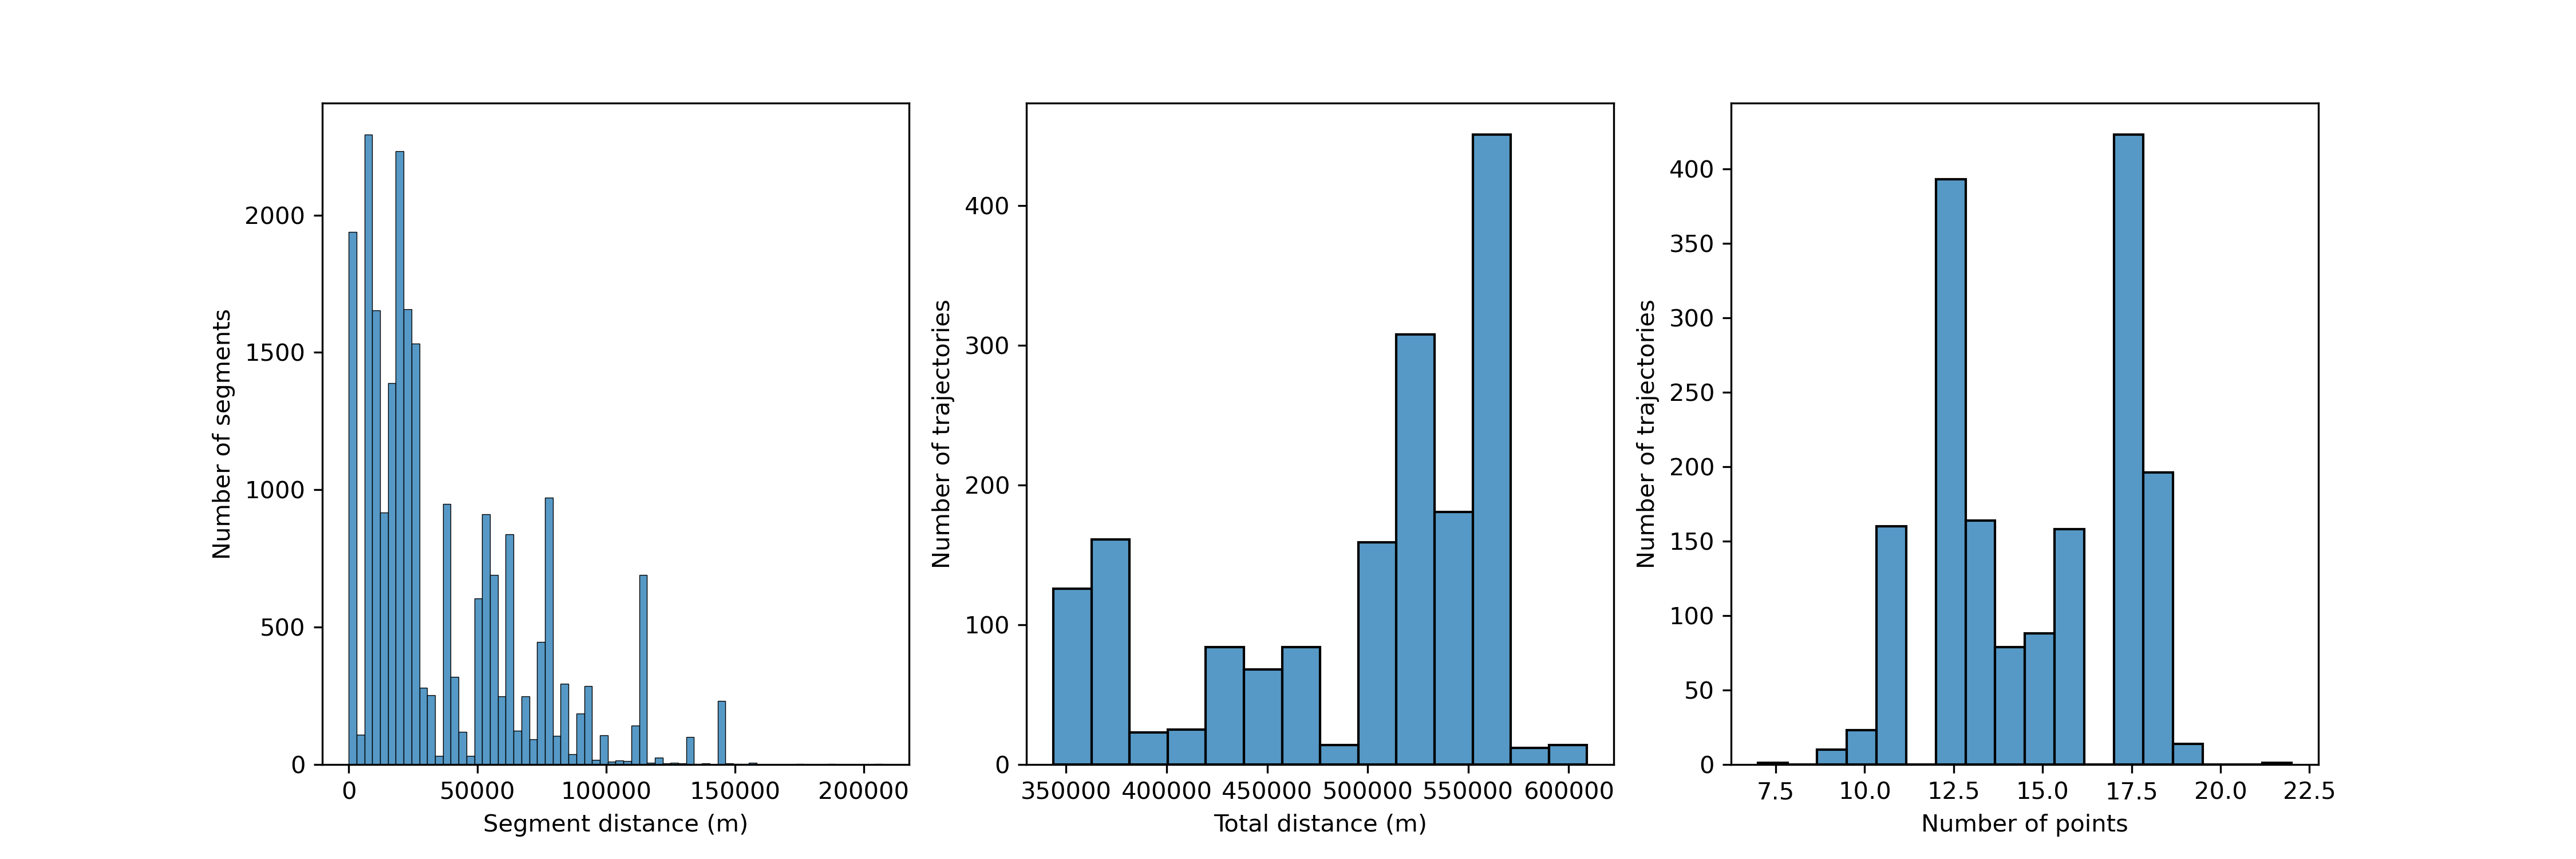 Number of segments
2000
1500
1000
500
0
0 50000 100000 150000 200000
Segment distance (m)
Number of trajectories
400
300
200
100
0
350000 400000 450000 500000 550000 600000
Total distance (m)
Number of trajectories
400
350
300
250
200
150
100
50
0
7.5 10.0 12.5 15.0 17.5 20.0 22.5
Number of points